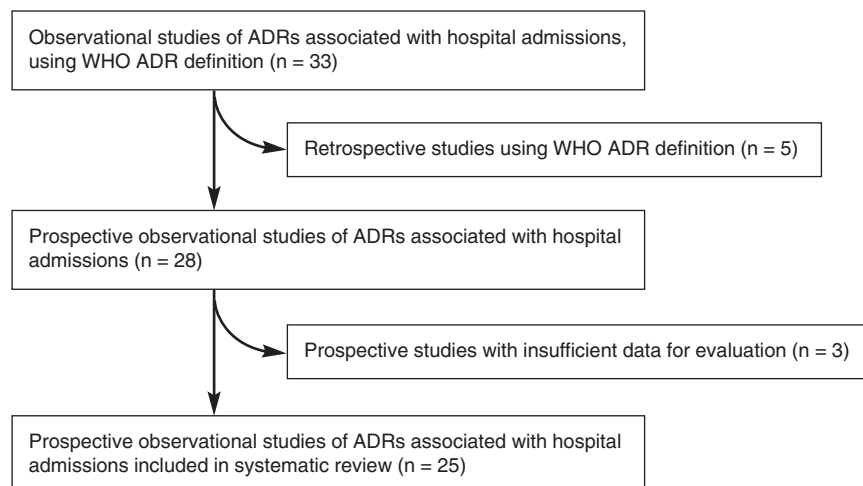 Observational studies of ADRs associated with hospital admissions,
using WHO ADR definition (n = 33)
Retrospective studies using WHO ADR definition (n = 5)
Prospective observational studies of ADRs associated with hospital
admissions (n = 28)
Prospective studies with insufficient data for evaluation (n = 3)
Prospective observational studies of ADRs associated with hospital
admissions included in systematic review (n = 25)